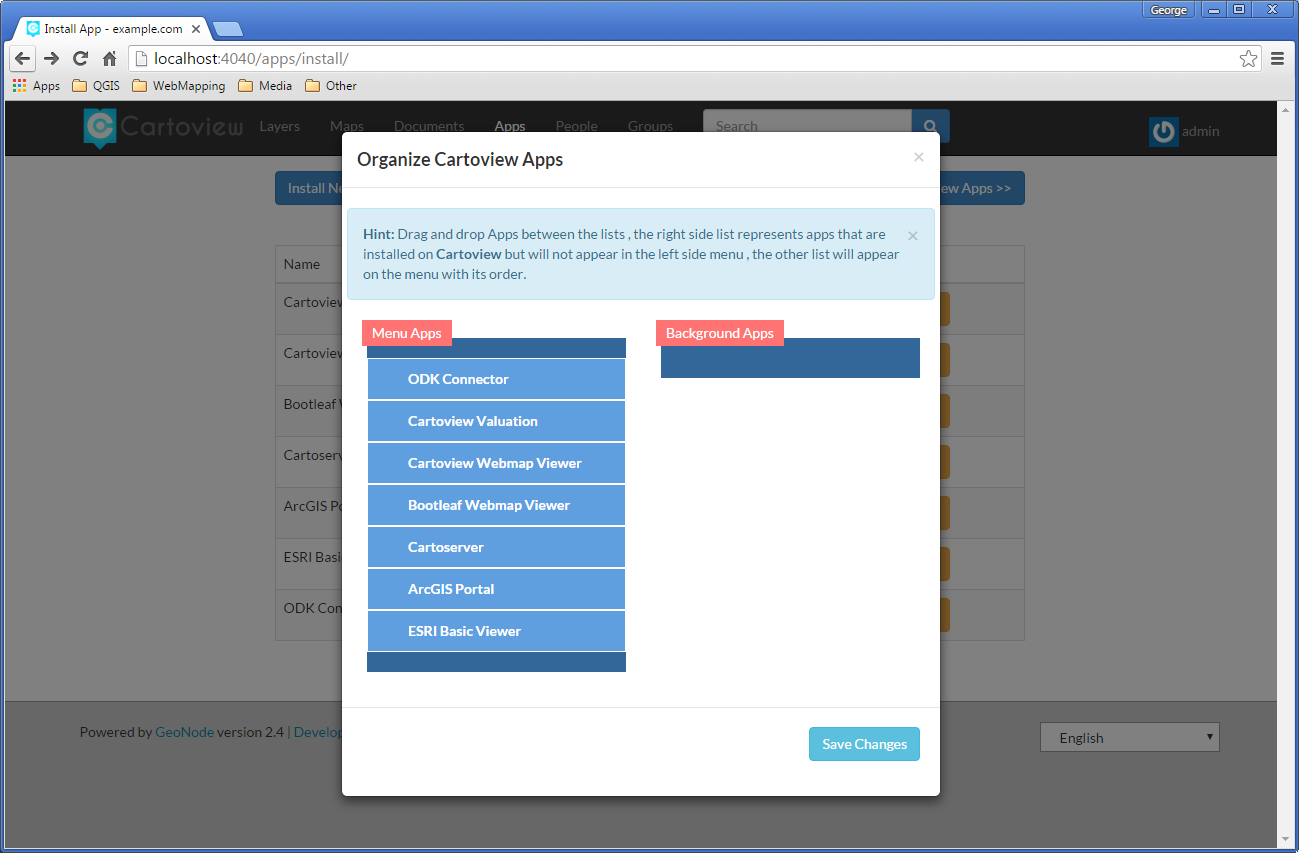 George
Install App - example.com
localhost:4040/apps/install/
Apps QGIS WebMapping Media Other
Cartoview Layers Maps Documents Apps People Groups Search admin
Organize Cartoview Apps ×
Install Ne ew Apps >>
Hint: Drag and drop Apps between the lists , the right side list represents apps that are ×
installed on Cartoview but will not appear in the left side menu , the other list will appear
on the menu with its order.
Name
Cartoview
Cartoview
Bootleaf
Cartoserv
ArcGIS Po
ESRI Basi
ODK Con
Menu Apps
ODK Connector
Cartoview Valuation
Cartoview Webmap Viewer
Bootleaf Webmap Viewer
Cartoserver
ArcGIS Portal
ESRI Basic Viewer
Background Apps
Save Changes
Powered by GeoNode version 2.4 | Develop
English